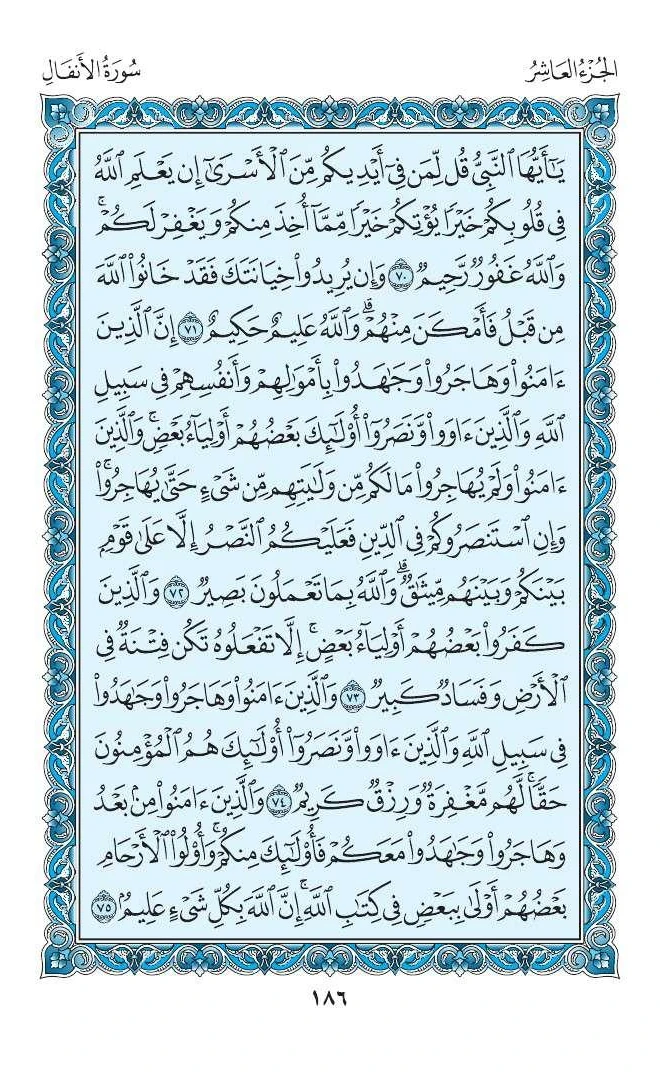 الجُزْءُ العَاشِرُ
سُورَةُ الأَنفَالِ
يَٰٓأَيُّهَا ٱلنَّبِيُّ قُل لِّمَن فِيٓ أَيْدِيكُم مِّنَ ٱلْأَسْرَىٰٓ إِن يَعْلَمِ ٱللَّهُ
فِي قُلُوبِكُمْ خَيْرًا يُؤْتِكُمْ خَيْرًا مِّمَّآ أُخِذَ مِنكُمْ وَيَغْفِرْ لَكُمْۚ
وَٱللَّهُ غَفُورٌ رَّحِيمٌ ٧٠ وَإِن يُرِيدُوا۟ خِيَانَتَكَ فَقَدْ خَانُوا۟ ٱللَّهَ
مِن قَبْلُ فَأَمْكَنَ مِنْهُمْۗ وَٱللَّهُ عَلِيمٌ حَكِيمٌ ٧١ إِنَّ ٱلَّذِينَ
ءَامَنُوا۟ وَهَاجَرُوا۟ وَجَٰهَدُوا۟ بِأَمْوَٰلِهِمْ وَأَنفُسِهِمْ فِي سَبِيلِ
ٱللَّهِ وَٱلَّذِينَ ءَاوَوا۟ وَّنَصَرُوٓا۟ أُو۟لَٰٓئِكَ بَعْضُهُمْ أَوْلِيَآءُ بَعْضٍۚ وَٱلَّذِينَ
ءَامَنُوا۟ وَلَمْ يُهَاجِرُوا۟ مَا لَكُم مِّن وَلَٰيَتِهِم مِّن شَيْءٍ حَتَّىٰ يُهَاجِرُوا۟ۚ
وَإِنِ ٱسْتَنصَرُوكُمْ فِي ٱلدِّينِ فَعَلَيْكُمُ ٱلنَّصْرُ إِلَّا عَلَىٰ قَوْمٍۭ
بَيْنَكُمْ وَبَيْنَهُم مِّيثَٰقٌۗ وَٱللَّهُ بِمَا تَعْمَلُونَ بَصِيرٌ ٧٢ وَٱلَّذِينَ
كَفَرُوا۟ بَعْضُهُمْ أَوْلِيَآءُ بَعْضٍۚ إِلَّا تَفْعَلُوهُ تَكُن فِتْنَةٌ فِي
ٱلْأَرْضِ وَفَسَادٌ كَبِيرٌ ٧٣ وَٱلَّذِينَ ءَامَنُوا۟ وَهَاجَرُوا۟ وَجَٰهَدُوا۟
فِي سَبِيلِ ٱللَّهِ وَٱلَّذِينَ ءَاوَوا۟ وَّنَصَرُوٓا۟ أُو۟لَٰٓئِكَ هُمُ ٱلْمُؤْمِنُونَ
حَقًّاۚ لَّهُم مَّغْفِرَةٌ وَرِزْقٌ كَرِيمٌ ٧٤ وَٱلَّذِينَ ءَامَنُوا۟ مِنۢ بَعْدُ
وَهَاجَرُوا۟ وَجَٰهَدُوا۟ مَعَكُمْ فَأُو۟لَٰٓئِكَ مِنكُمْۚ وَأُو۟لُوا۟ ٱلْأَرْحَامِ
بَعْضُهُمْ أَوْلَىٰ بِبَعْضٍ فِي كِتَٰبِ ٱللَّهِۚ إِنَّ ٱللَّهَ بِكُلِّ شَيْءٍ عَلِيمٌۢ ٧٥
١٨٦